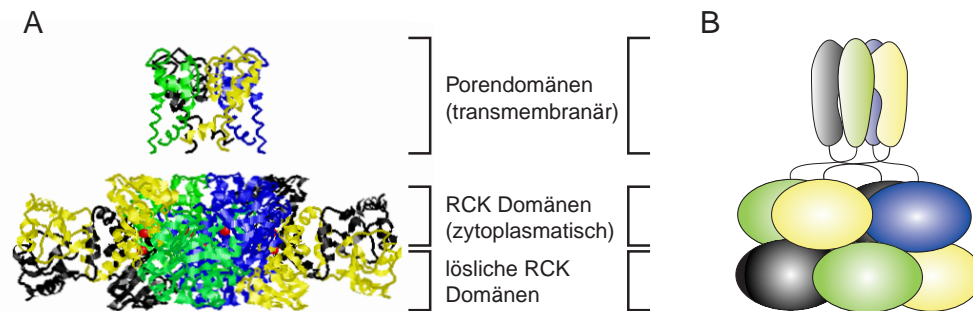 A
B
Porendomänen
(transmembranär)
RCK Domänen
(zytoplasmatisch)
lösliche RCK
Domänen